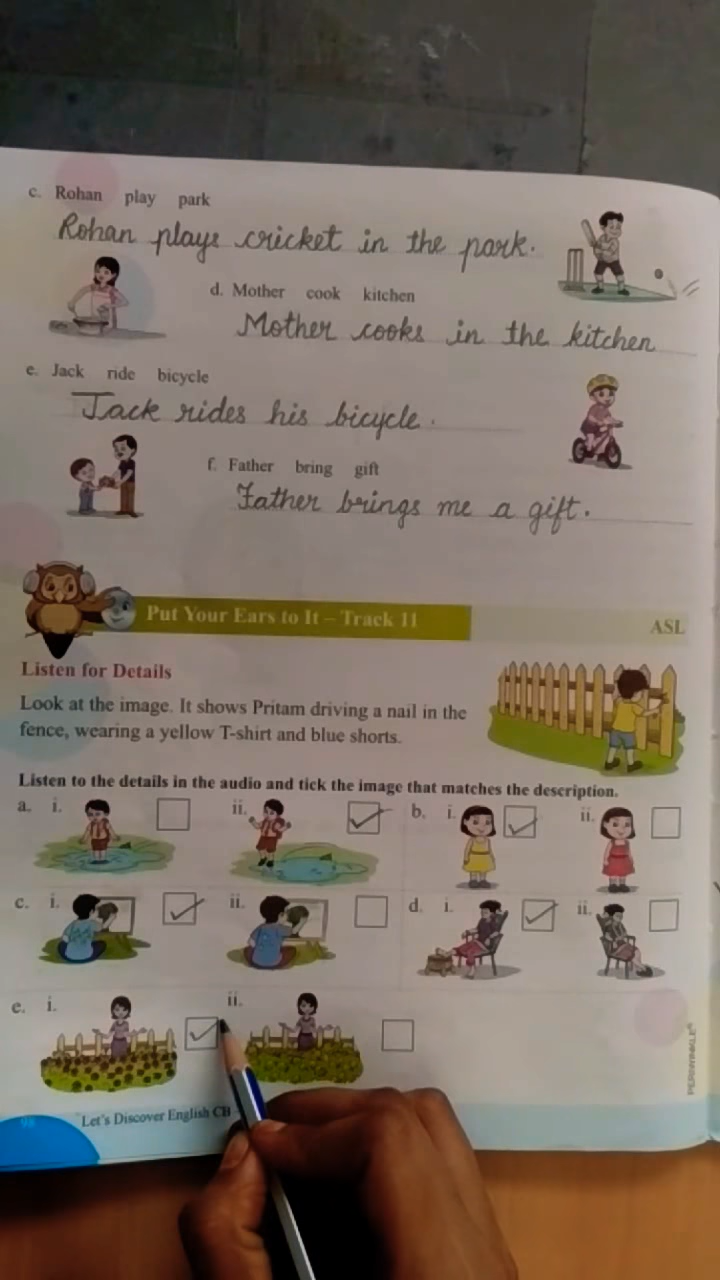 c. Rohan play park
Rohan plays cricket in the park.
d. Mother cook kitchen
Mother cooks in the kitchen
e. Jack ride bicycle
Jack rides his bicycle.
f. Father bring gift
Father brings me a gift.
Put Your Ears to It – Track 11
ASL
Listen for Details
Look at the image. It shows Pritam driving a nail in the
fence, wearing a yellow T-shirt and blue shorts.
Listen to the details in the audio and tick the image that matches the description.
a. i. ii. b. i. ii.
c. i. ii. d. i. ii.
e. i. ii.
PERIWINKLE
98
Let's Discover English CB